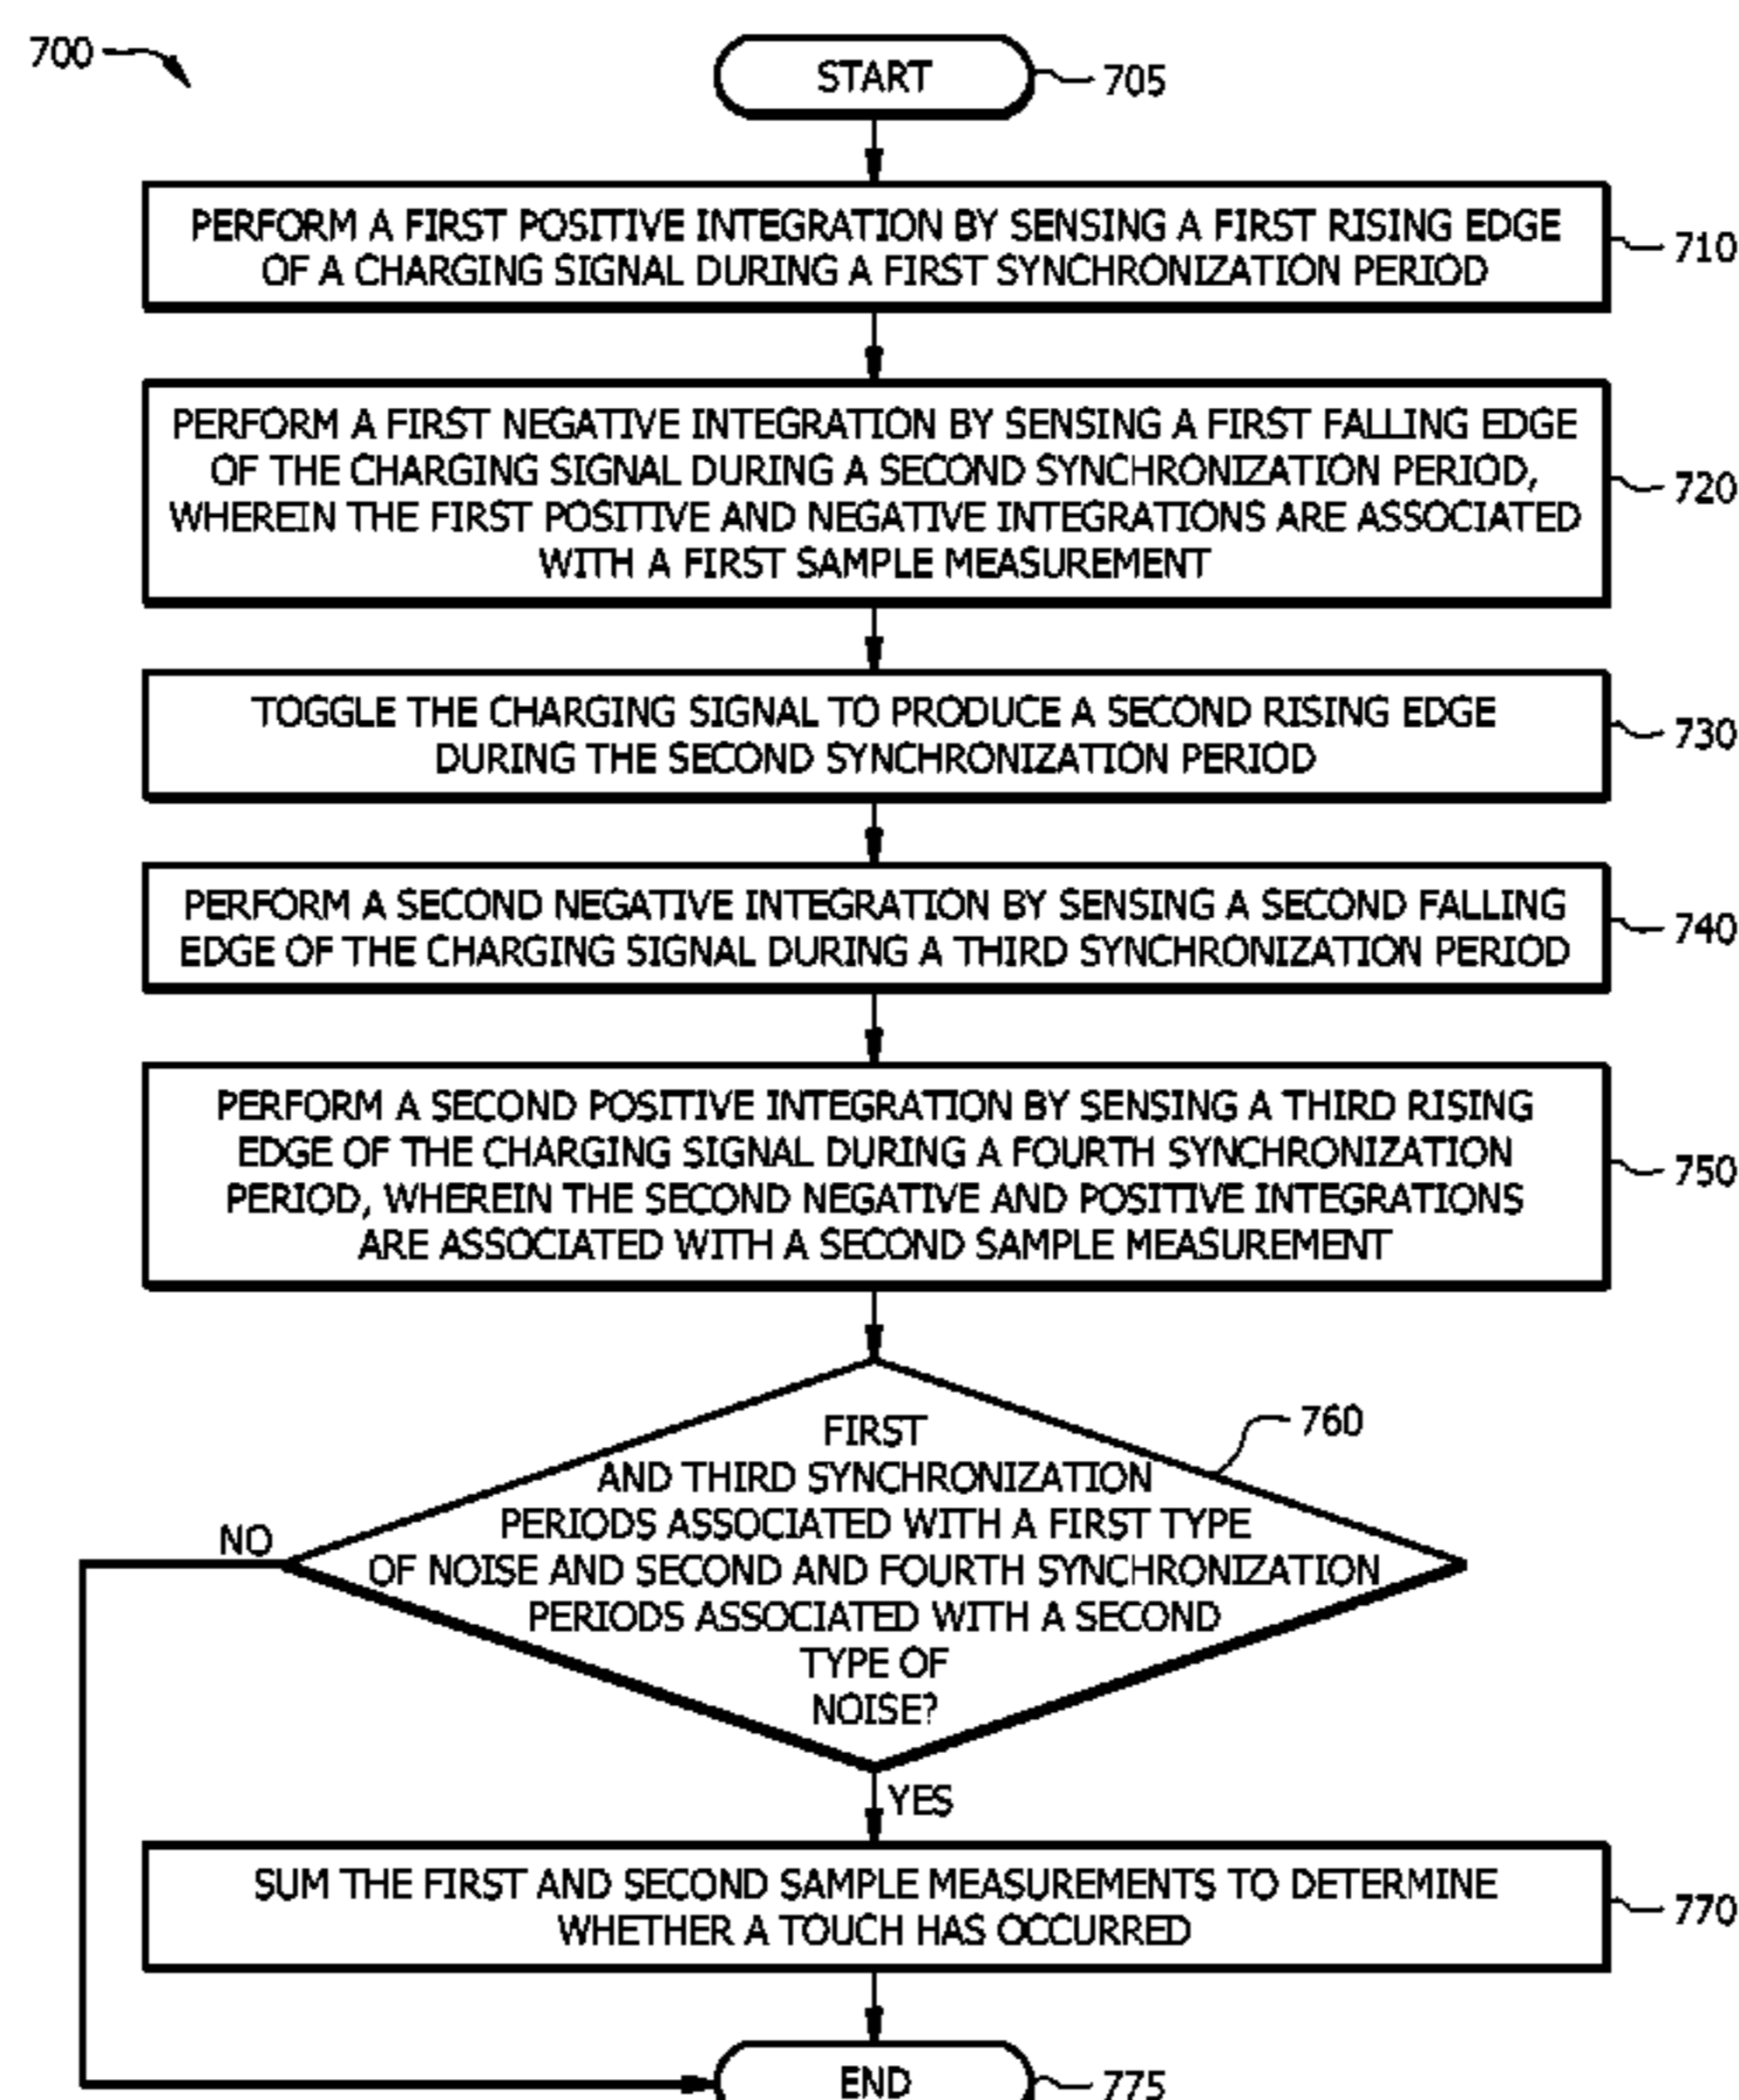 700
START
705
PERFORM A FIRST POSITIVE INTEGRATION BY SENSING A FIRST RISING EDGE
OF A CHARGING SIGNAL DURING A FIRST SYNCHRONIZATION PERIOD
710
PERFORM A FIRST NEGATIVE INTEGRATION BY SENSING A FIRST FALLING EDGE
OF THE CHARGING SIGNAL DURING A SECOND SYNCHRONIZATION PERIOD,
WHEREIN THE FIRST POSITIVE AND NEGATIVE INTEGRATIONS ARE ASSOCIATED
WITH A FIRST SAMPLE MEASUREMENT
720
TOGGLE THE CHARGING SIGNAL TO PRODUCE A SECOND RISING EDGE
DURING THE SECOND SYNCHRONIZATION PERIOD
730
PERFORM A SECOND NEGATIVE INTEGRATION BY SENSING A SECOND FALLING
EDGE OF THE CHARGING SIGNAL DURING A THIRD SYNCHRONIZATION PERIOD
740
PERFORM A SECOND POSITIVE INTEGRATION BY SENSING A THIRD RISING
EDGE OF THE CHARGING SIGNAL DURING A FOURTH SYNCHRONIZATION
PERIOD, WHEREIN THE SECOND NEGATIVE AND POSITIVE INTEGRATIONS
ARE ASSOCIATED WITH A SECOND SAMPLE MEASUREMENT
750
FIRST
AND THIRD SYNCHRONIZATION
PERIODS ASSOCIATED WITH A FIRST TYPE
OF NOISE AND SECOND AND FOURTH SYNCHRONIZATION
PERIODS ASSOCIATED WITH A SECOND
TYPE OF
NOISE?
760
NO
YES
SUM THE FIRST AND SECOND SAMPLE MEASUREMENTS TO DETERMINE
WHETHER A TOUCH HAS OCCURRED
770
END
775